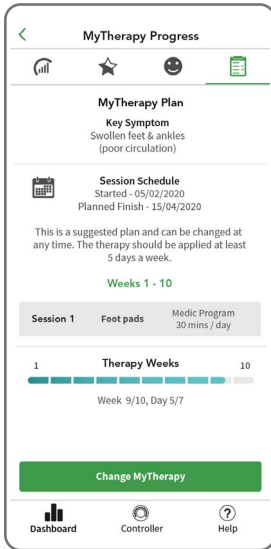 MyTherapy Progress
MyTherapy Plan
Key Symptom
Swollen feet & ankles
(poor circulation)
Session Schedule
Started - 05/02/2020
Planned Finish - 15/04/2020
This is a suggested plan and can be changed at
any time. The therapy should be applied at least
5 days a week.
Weeks 1 - 10
Session 1 Foot pads Medic Program
30 mins / day
1 Therapy Weeks 10
Week 9/10, Day 5/7
Change MyTherapy
Dashboard Controller Help